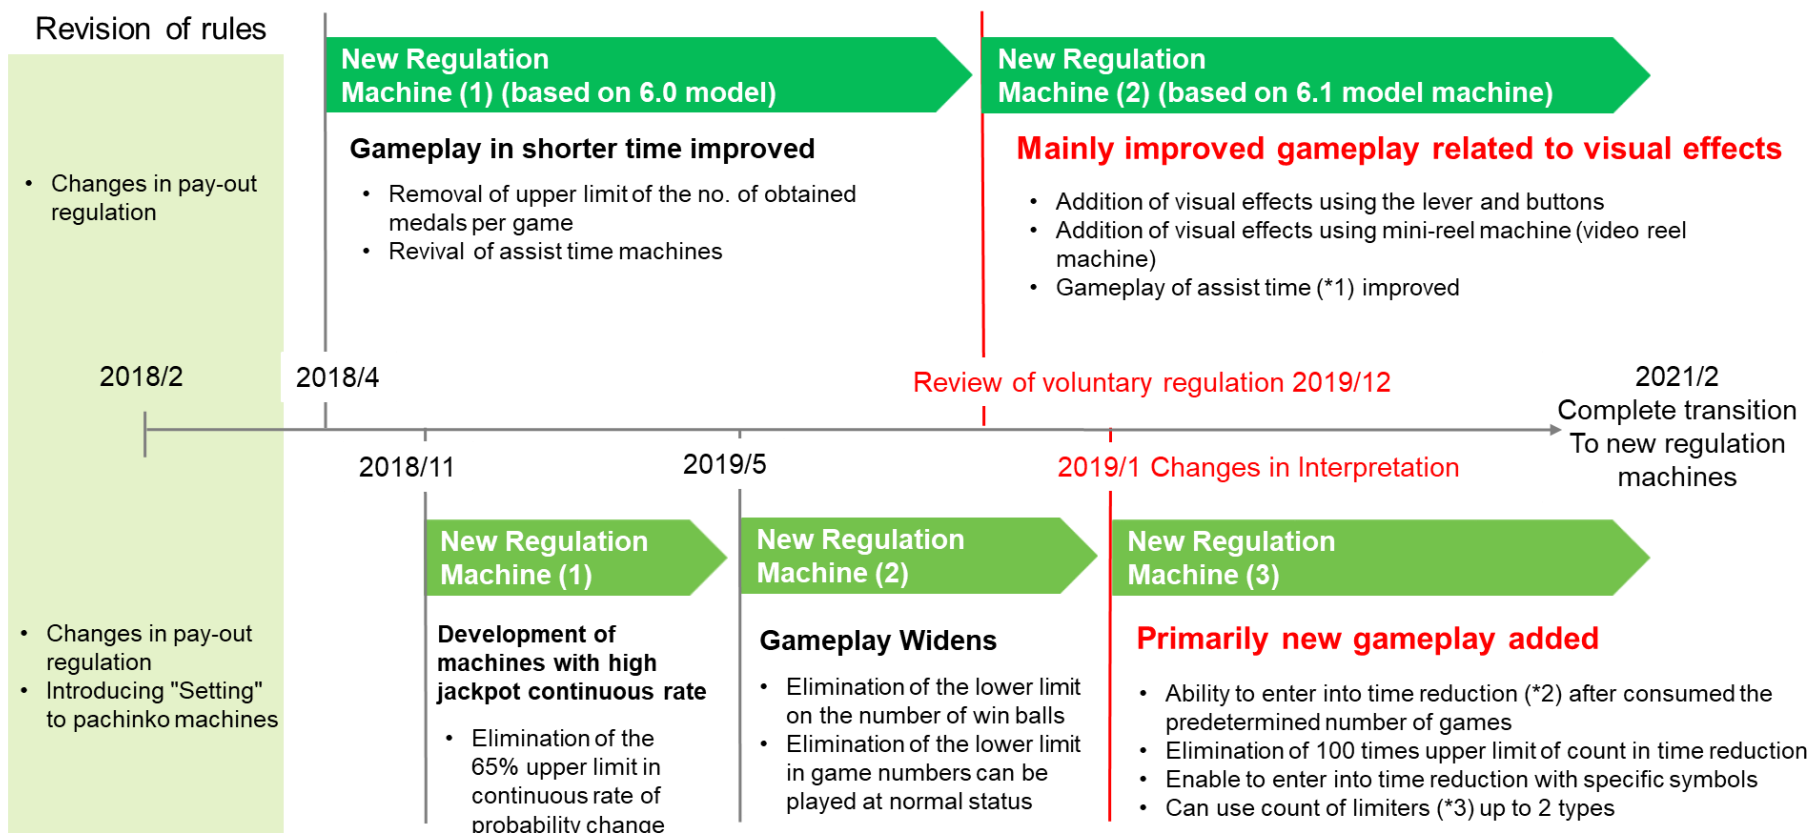 Revision of rules
• Changes in pay-out
regulation
New Regulation
Machine (1) (based on 6.0 model)
Gameplay in shorter time improved
• Removal of upper limit of the no. of obtained
medals per game
• Revival of assist time machines
New Regulation
Machine (2) (based on 6.1 model machine)
Mainly improved gameplay related to visual effects
• Addition of visual effects using the lever and buttons
• Addition of visual effects using mini-reel machine (video reel
machine)
• Gameplay of assist time (*1) improved
2018/2
2018/4
Review of voluntary regulation 2019/12
2021/2
Complete transition
To new regulation
machines
2018/11
2019/5
2019/1 Changes in Interpretation
• Changes in pay-out
regulation
• Introducing "Setting"
to pachinko machines
New Regulation
Machine (1)
Development of
machines with high
jackpot continuous rate
• Elimination of the
65% upper limit in
continuous rate of
probability change
New Regulation
Machine (2)
Gameplay Widens
• Elimination of the lower limit
on the number of win balls
• Elimination of the lower limit
in game numbers can be
played at normal status
New Regulation
Machine (3)
Primarily new gameplay added
• Ability to enter into time reduction (*2) after consumed the
predetermined number of games
• Elimination of 100 times upper limit of count in time reduction
• Enable to enter into time reduction with specific symbols
• Can use count of limiters (*3) up to 2 types